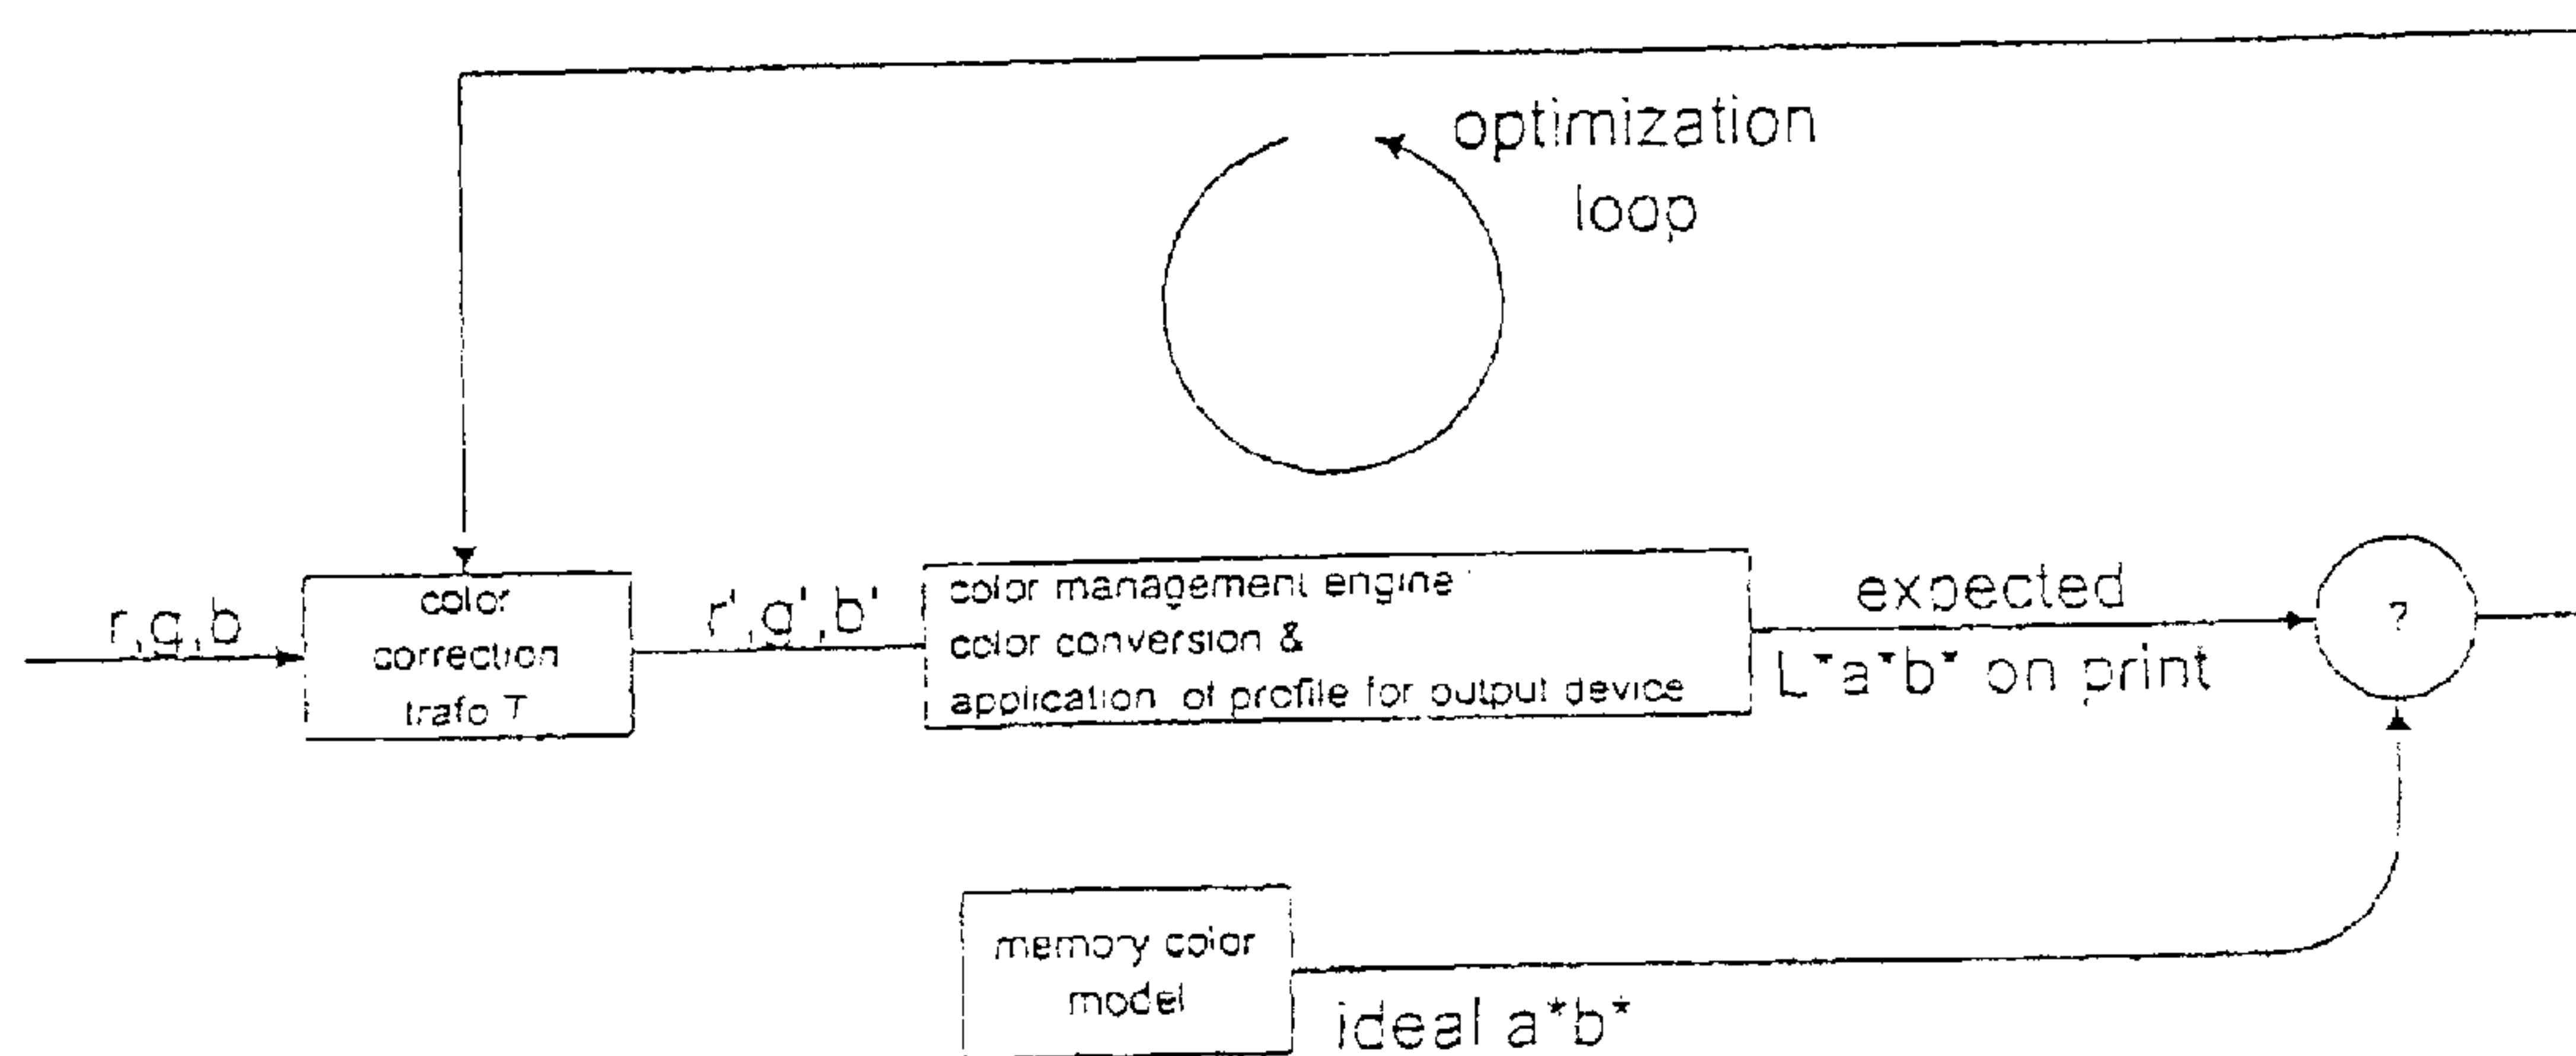 optimization
loop
r,g,b
color
correction
trafo T
r',g',b'
color management engine
color conversion &
application of profile for output device
expected
L*a*b* on print
?
memory color
model
ideal a*b*